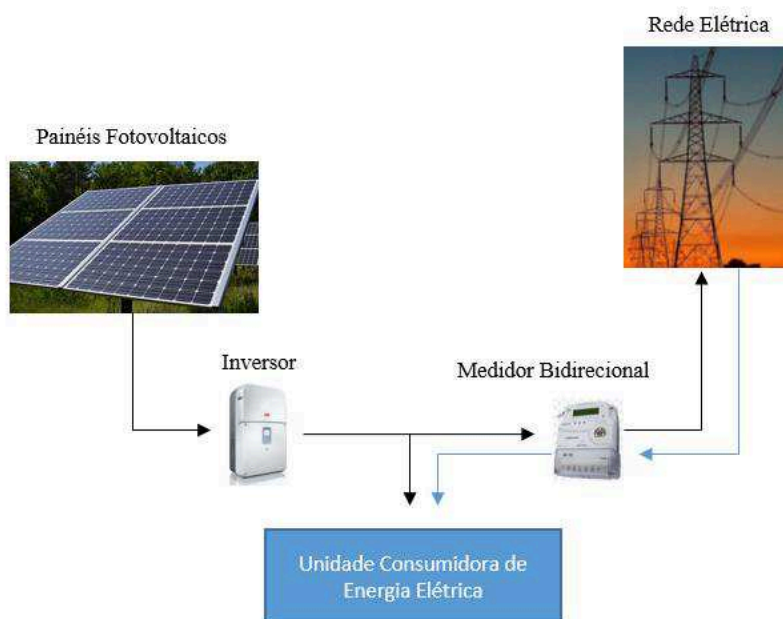 Rede Elétrica
Painéis Fotovoltaicos
Inversor
Medidor Bidirecional
Unidade Consumidora de
Energia Elétrica